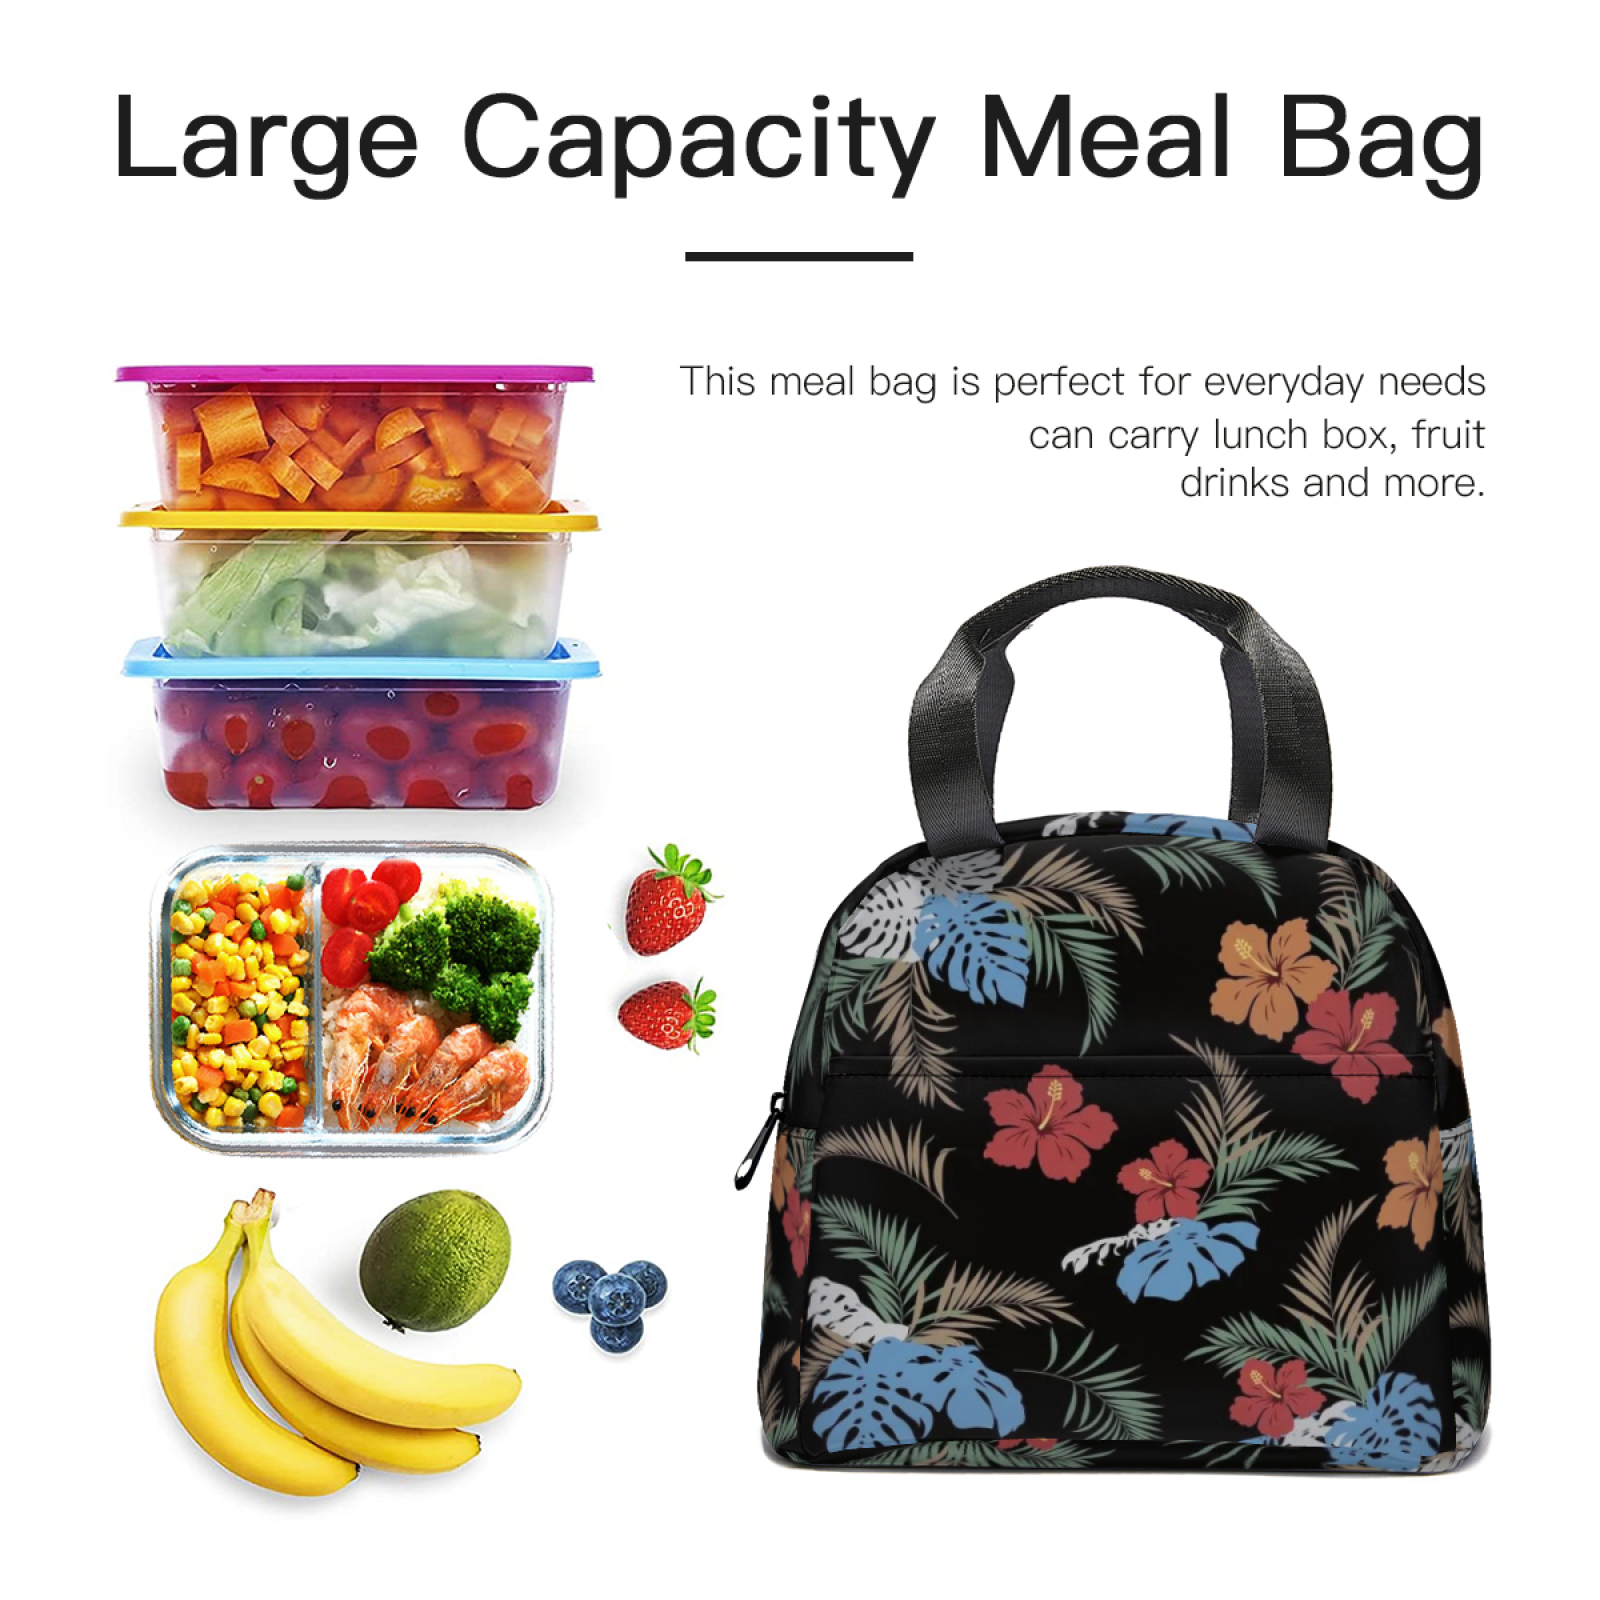 Large Capacity Meal Bag
This meal bag is perfect for everyday needs
can carry lunch box, fruit
drinks and more.